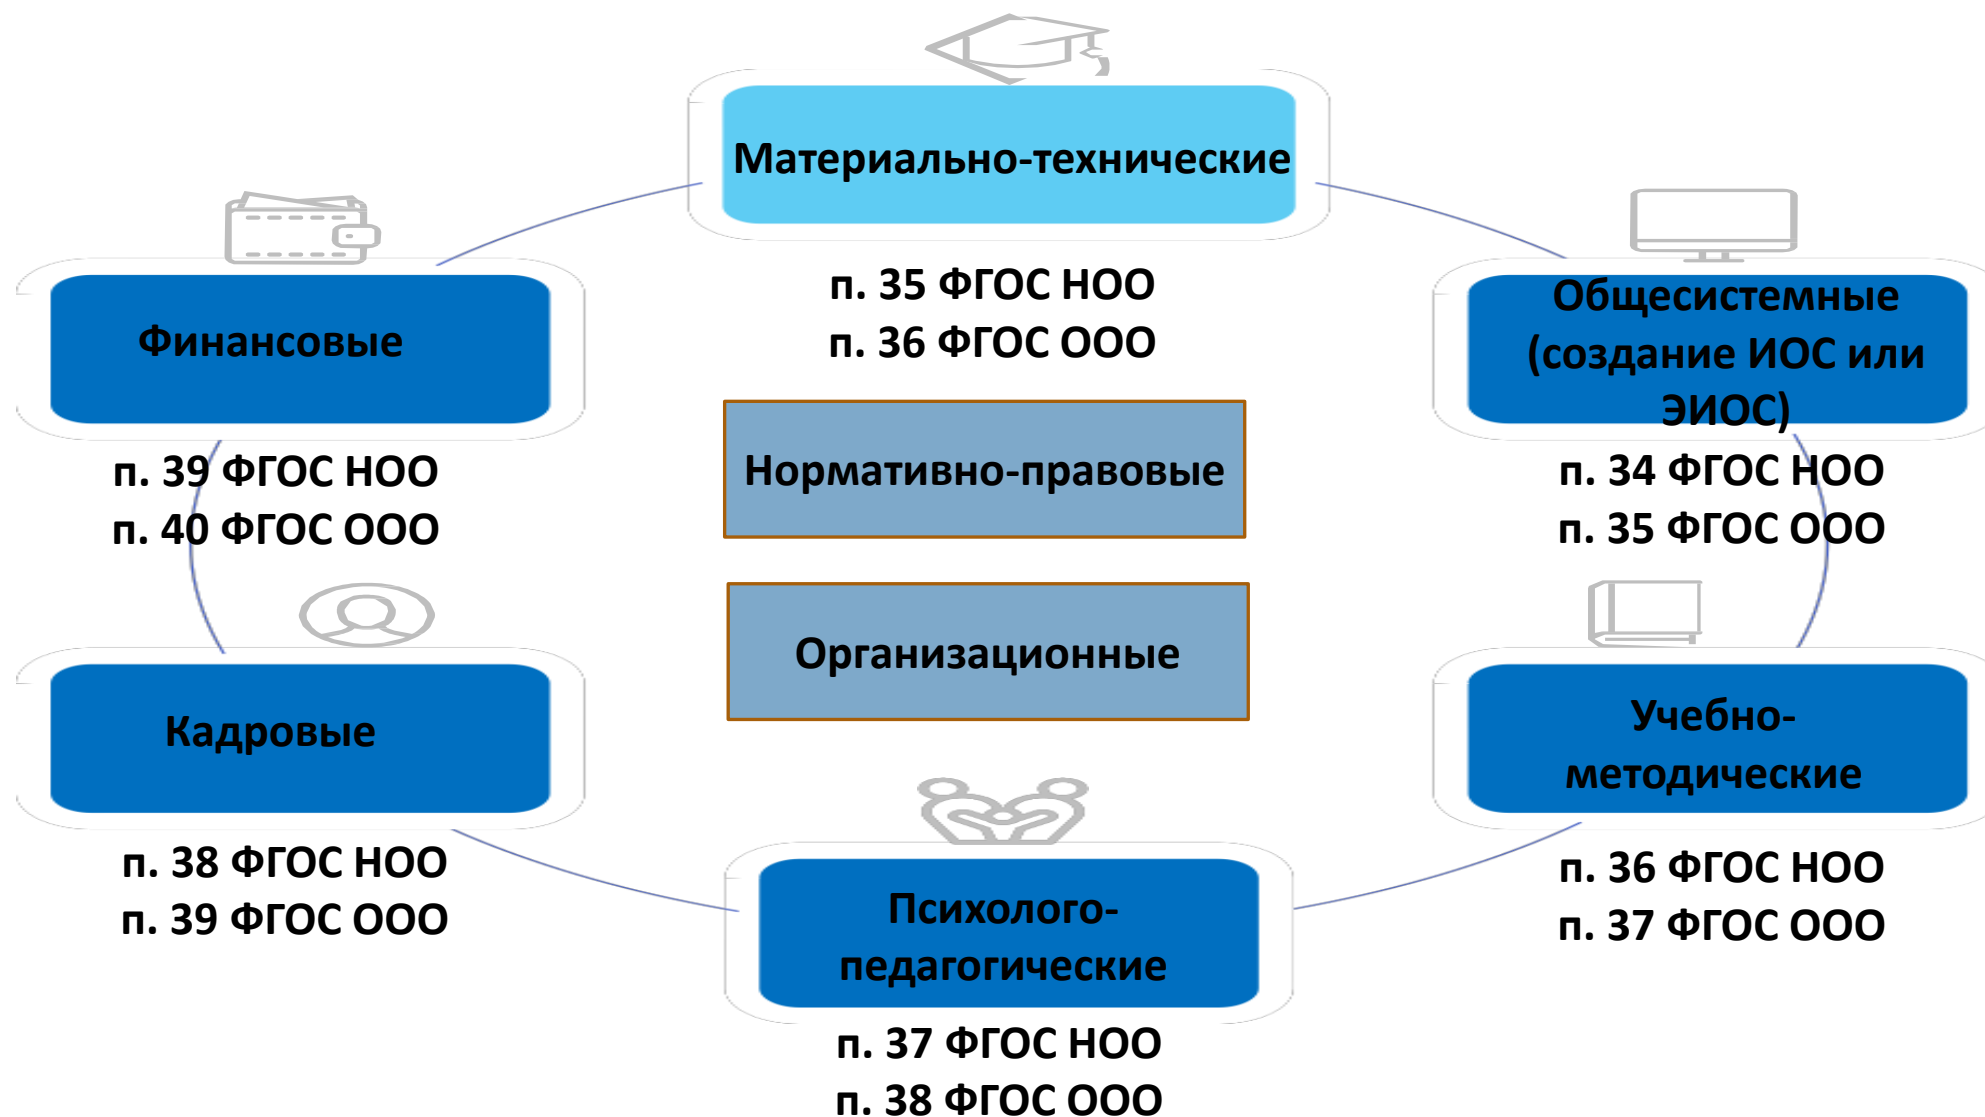 Материально-технические
п. 35 ФГОС НОО
п. 36 ФГОС ООО
Финансовые
п. 39 ФГОС НОО
п. 40 ФГОС ООО
Общесистемные
(создание ИОС или
ЭИОС)
п. 34 ФГОС НОО
п. 35 ФГОС ООО
Нормативно-правовые
Организационные
Кадровые
п. 38 ФГОС НОО
п. 39 ФГОС ООО
Учебно-
методические
п. 36 ФГОС НОО
п. 37 ФГОС ООО
Психолого-
педагогические
п. 37 ФГОС НОО
п. 38 ФГОС ООО